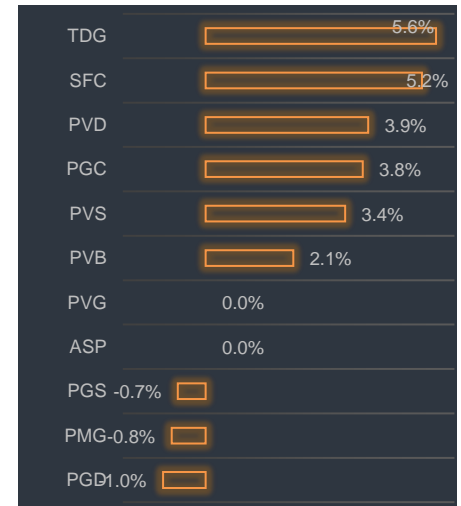 TDG 5.6%
SFC 5.2%
PVD 3.9%
PGC 3.8%
PVS 3.4%
PVB 2.1%
PVG 0.0%
ASP 0.0%
PGS -0.7%
PMG -0.8%
PGD -1.0%